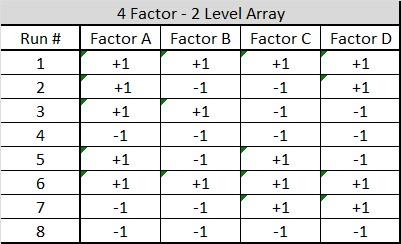 4 Factor - 2 Level Array
Run # Factor A Factor B Factor C Factor D
1 +1 +1 +1 +1
2 +1 -1 -1 +1
3 +1 +1 -1 -1
4 -1 -1 -1 -1
5 +1 -1 +1 -1
6 +1 +1 +1 +1
7 -1 -1 +1 +1
8 -1 -1 -1 -1